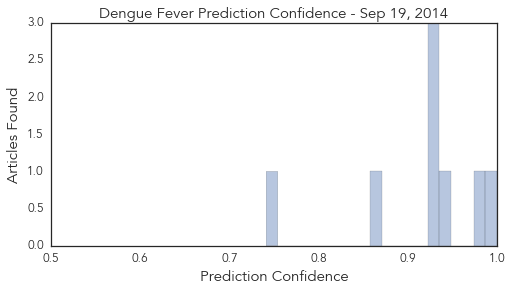 Dengue Fever Prediction Confidence - Sep 19, 2014
3.0
2.5
2.0
1.5
1.0
0.5
0.0
Articles Found
0.5 0.6 0.7 0.8 0.9 1.0
Prediction Confidence